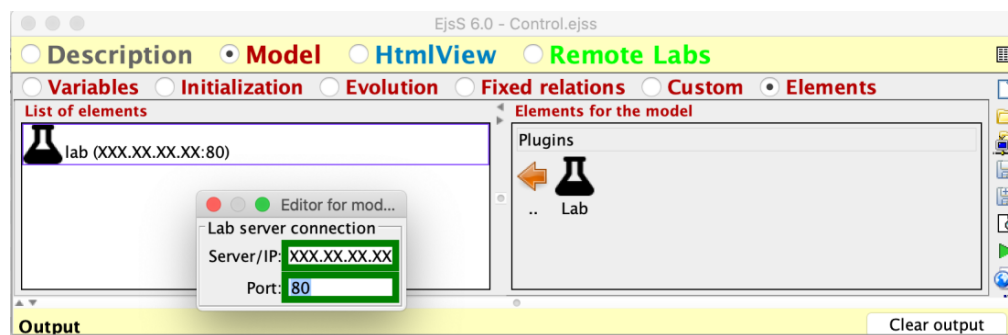 EjsS 6.0 - Control.ejss
Description Model HtmlView Remote Labs
Variables Initialization Evolution Fixed relations Custom Elements
List of elements
Elements for the model
lab (XXX.XX.XX.XX:80)
Plugins
..
Lab
Editor for mod...
Lab server connection
Server/IP: XXX.XX.XX.XX
Port: 80
Output
Clear output